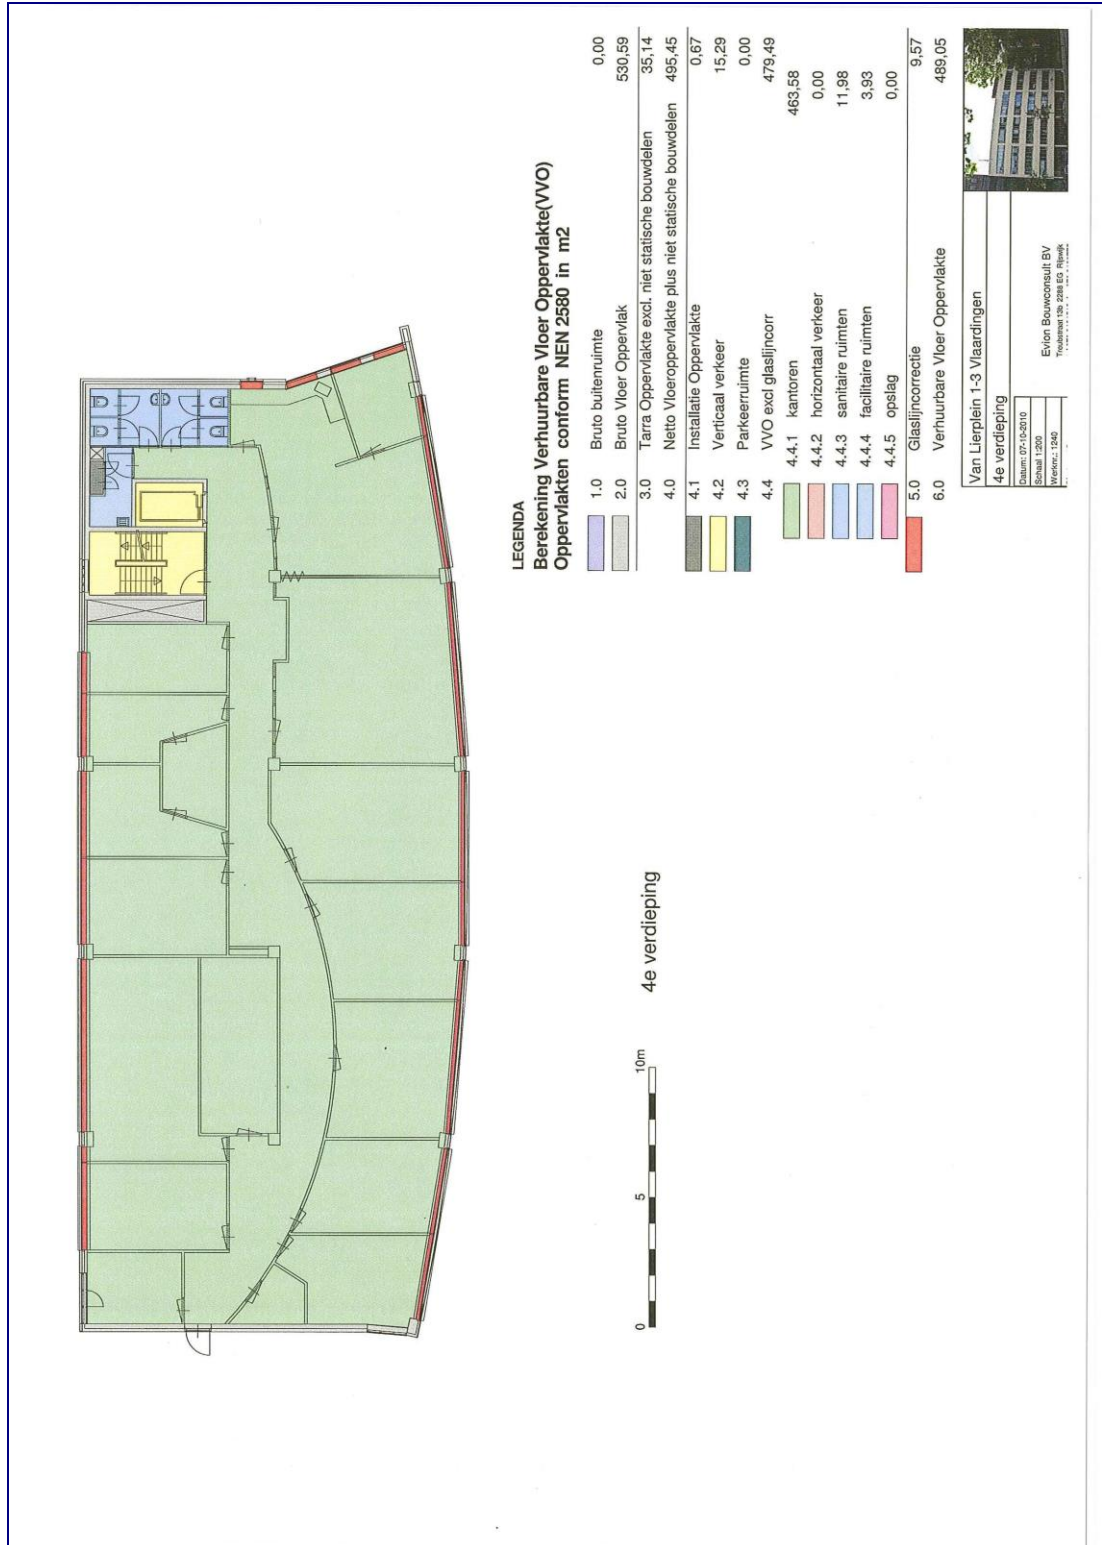 LEGENDA
Berekening Verhuurbare Vloer Oppervlakte(VVO)
Oppervlakten conform NEN 2580 in m2
1.0 Bruto buitenruimte 0,00
2.0 Bruto Vloer Oppervlak 530,59
3.0 Tarra Oppervlakte excl. niet statische bouwdelen 35,14
4.0 Netto Vloeroppervlakte plus niet statische bouwdelen 495,45
4.1 Installatie Oppervlakte 0,67
4.2 Verticaal verkeer 15,29
4.3 Parkeerruimte 0,00
4.4 VVO excl glaslijncorr 479,49
4.4.1 kantoren 463,58
4.4.2 horizontaal verkeer 0,00
4.4.3 sanitaire ruimten 11,98
4.4.4 facilitaire ruimten 3,93
4.4.5 opslag 0,00
5.0 Glaslijncorrectie 9,57
6.0 Verhuurbare Vloer Oppervlakte 489,05
Van Lierplein 1-3 Vlaardingen
4e verdieping
Datum: 07-10-2010
Schaal 1:200
Werknr.: 1240
Evion Bouwconsult BV
2288 EG Rijswijk
0 5 10m
4e verdieping